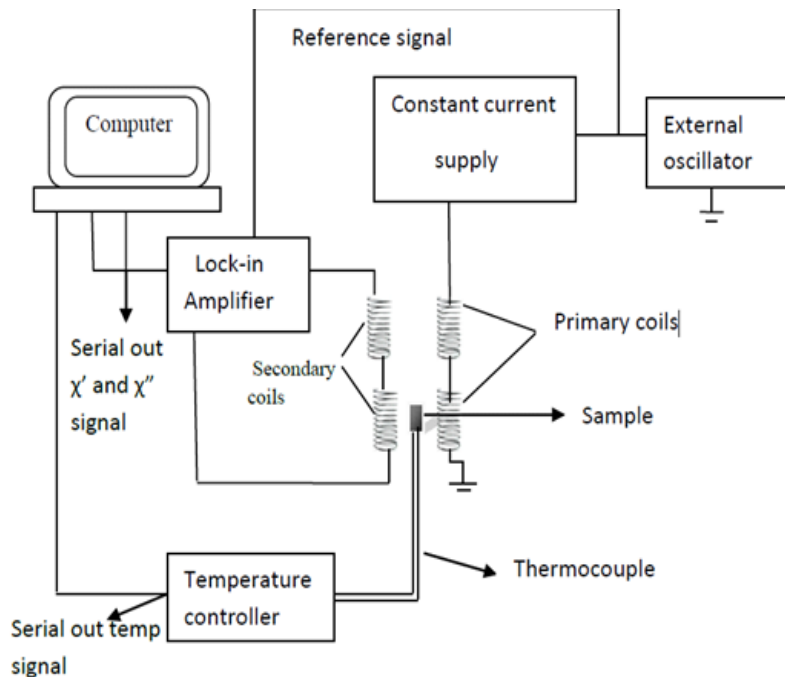 Reference signal
Computer
Constant current
supply
External
oscillator
Lock-in
Amplifier
Primary coils
Serial out
χ′ and χ″
signal
Secondary
coils
Sample
Temperature
controller
Thermocouple
Serial out temp
signal